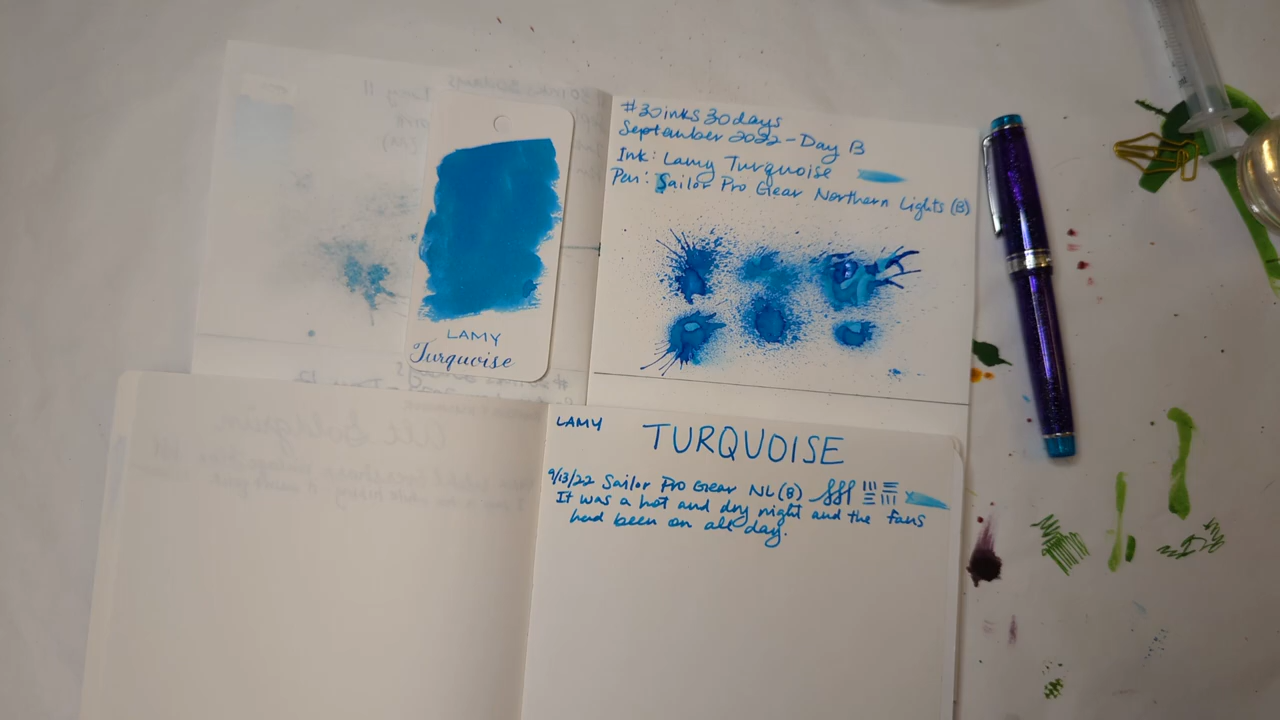 #30inks30days
September 2022 - Day 13
Ink: Lamy Turquoise
Pen: Sailor Pro Gear Northern Lights (B)
LAMY
Turquoise
LAMY
TURQUOISE
9/13/22 Sailor Pro Gear NL (B)
It was a hot and dry night and the fans
had been on all day.